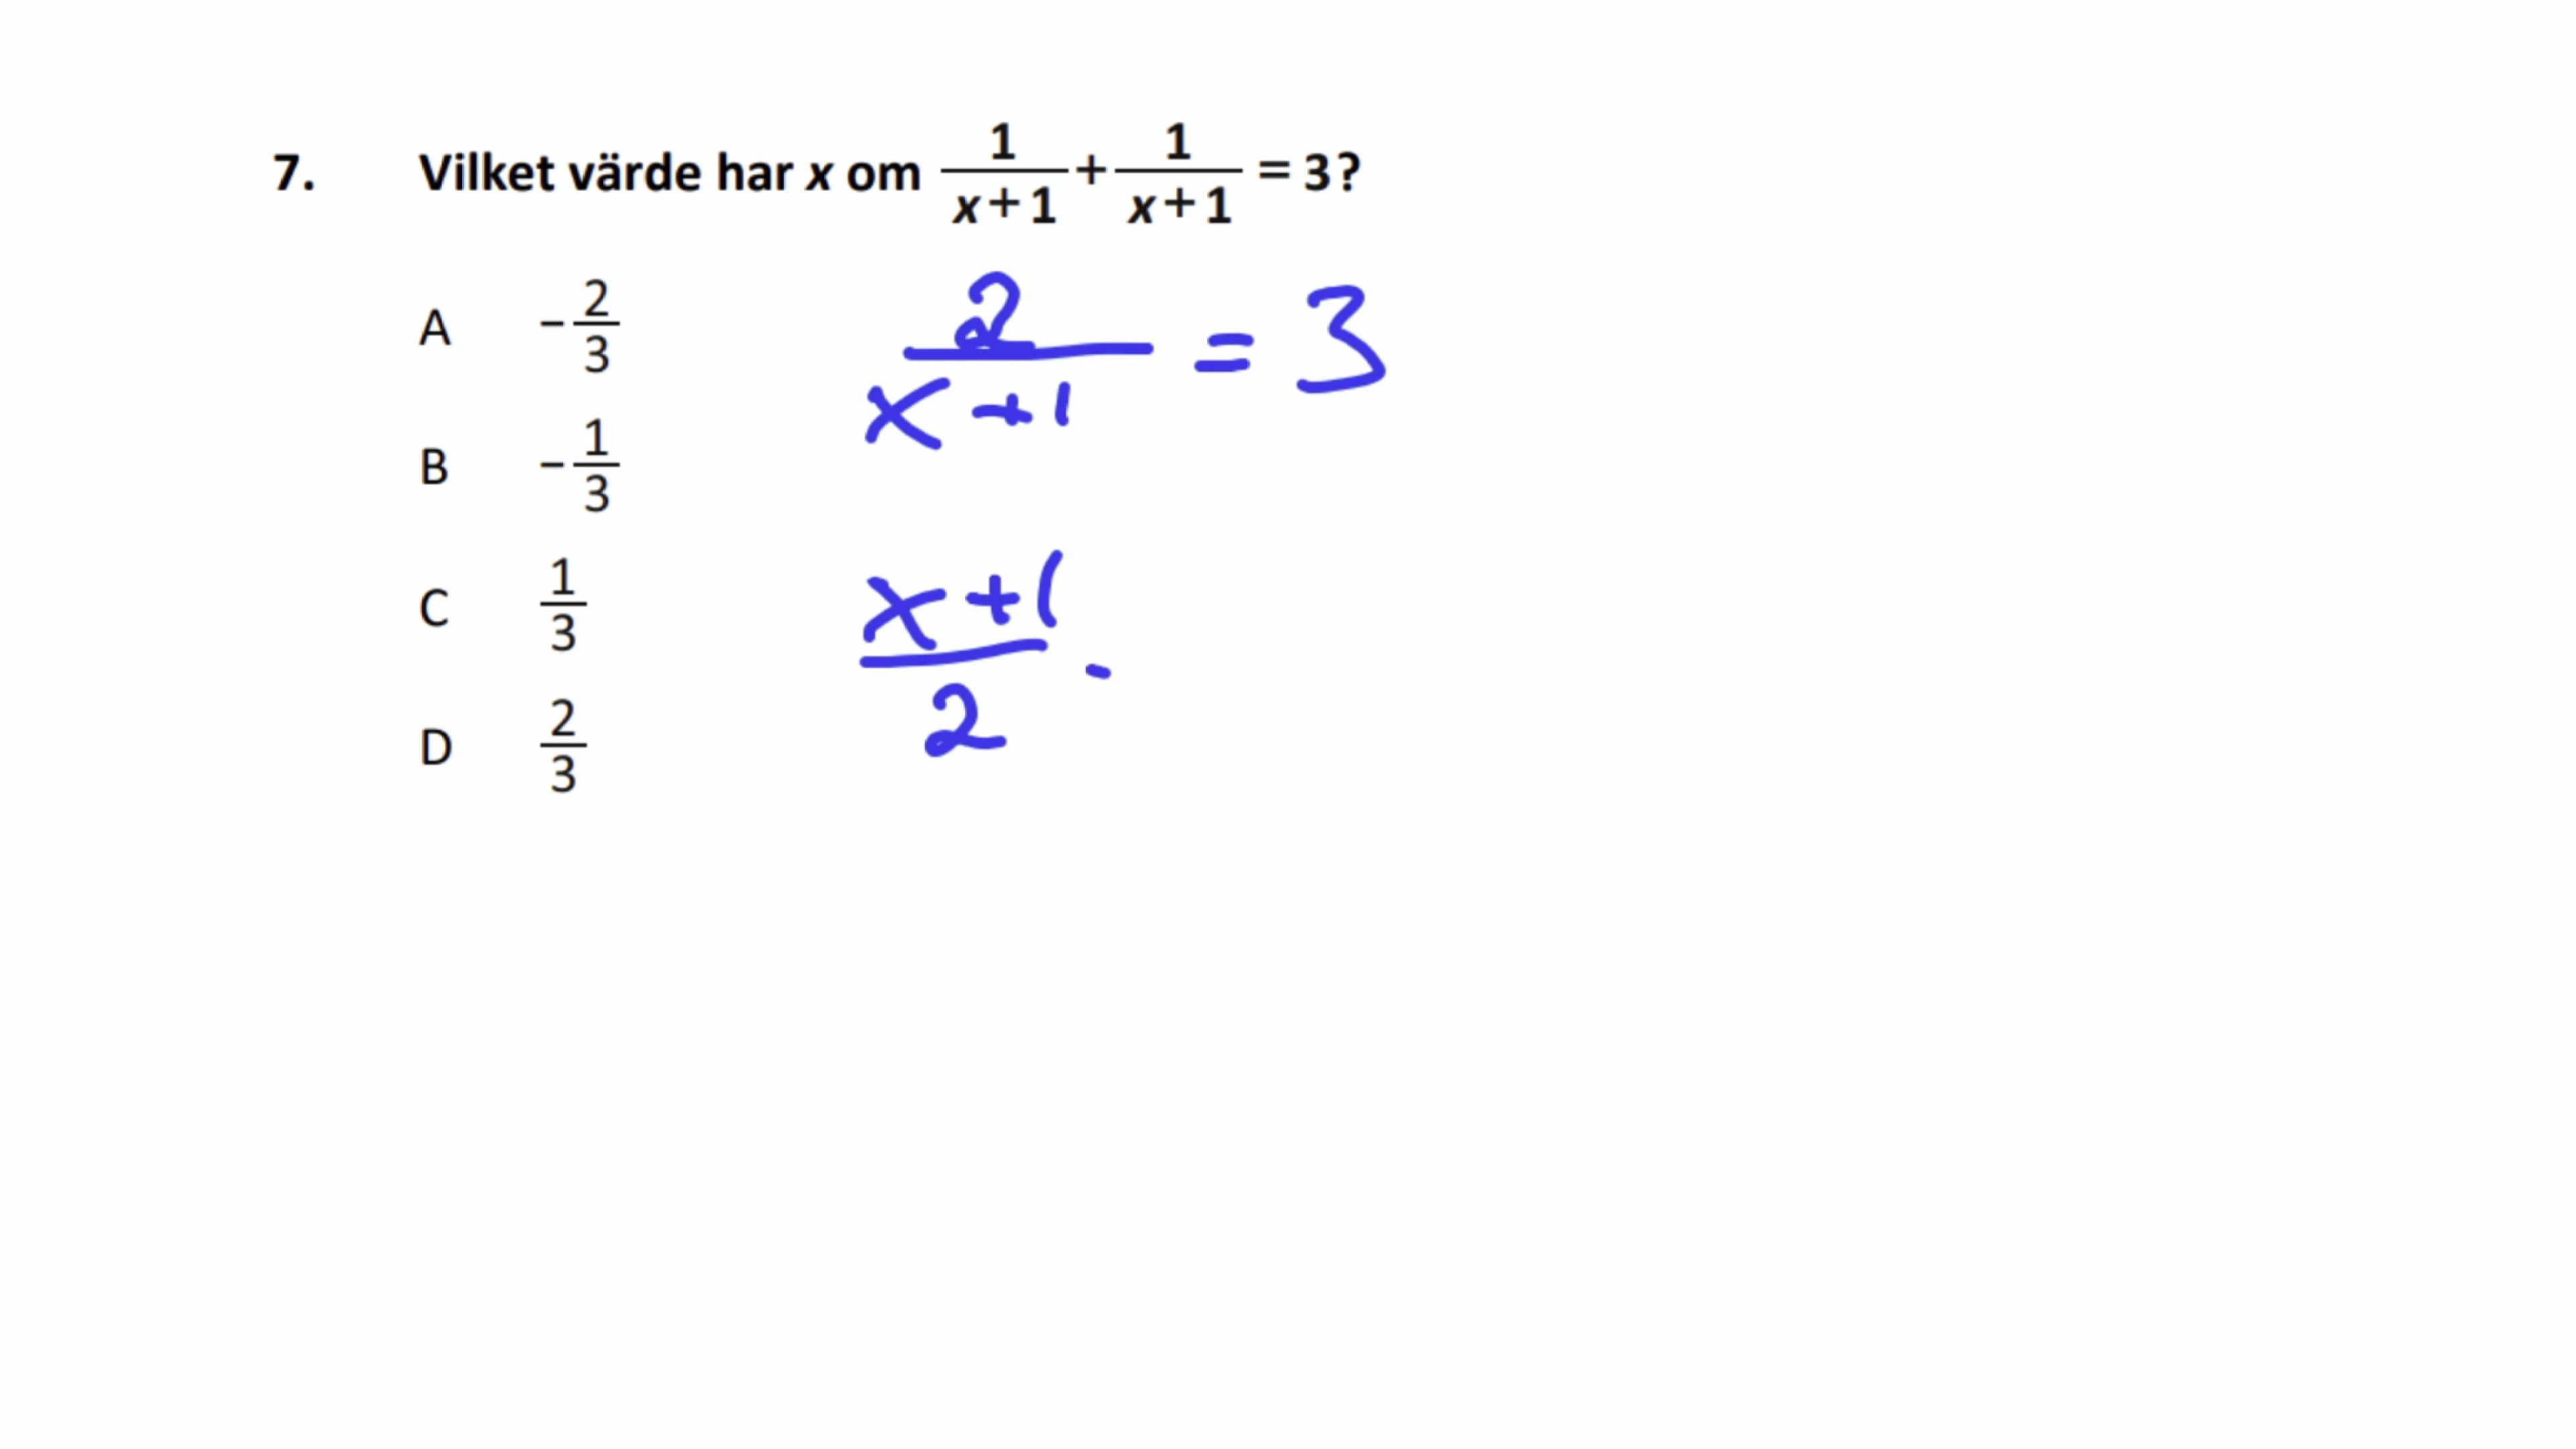 7. Vilket värde har x om 1/(x+1) + 1/(x+1) = 3?
A -2/3
B -1/3
C 1/3
D 2/3
2/(x+1) = 3
(x+1)/2 -